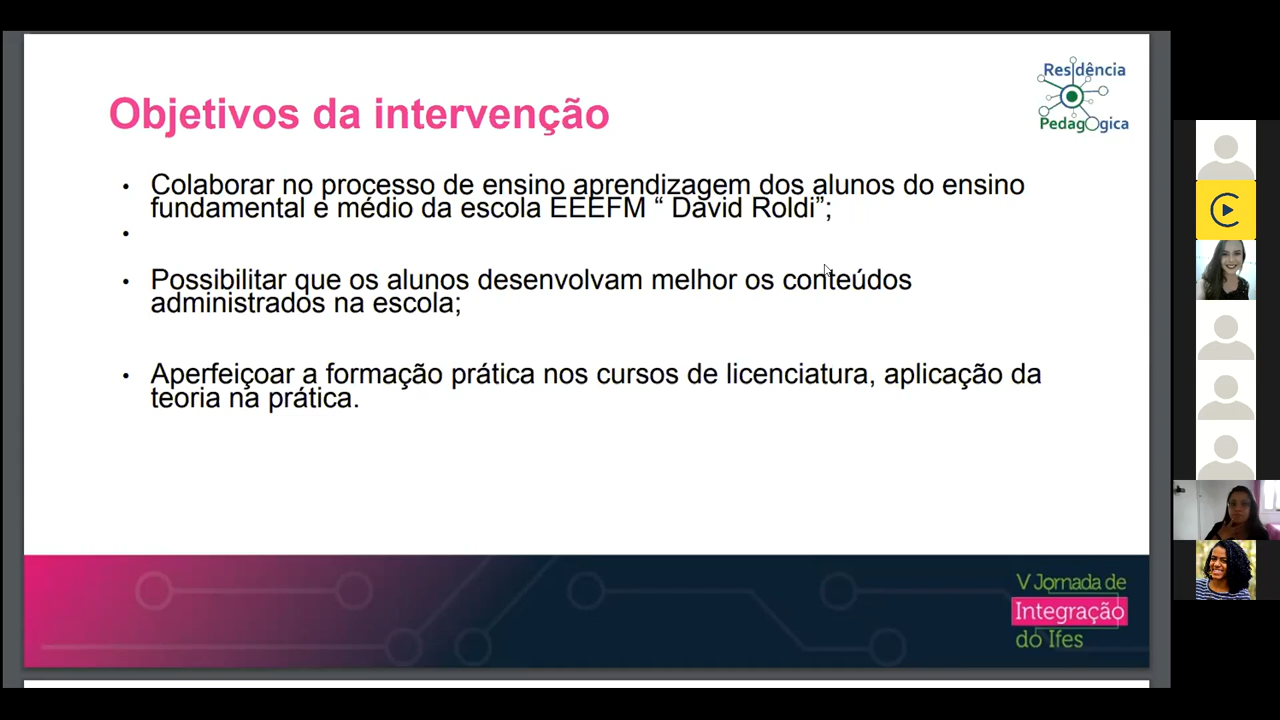 Objetivos da intervenção
Residência
PedagOgica
• Colaborar no processo de ensino aprendizagem dos alunos do ensino
fundamental e médio da escola EEEFM “ David Roldi”;
•
• Possibilitar que os alunos desenvolvam melhor os conteúdos
administrados na escola;
• Aperfeiçoar a formação prática nos cursos de licenciatura, aplicação da
teoria na prática.
V Jornada de
Integração
do Ifes